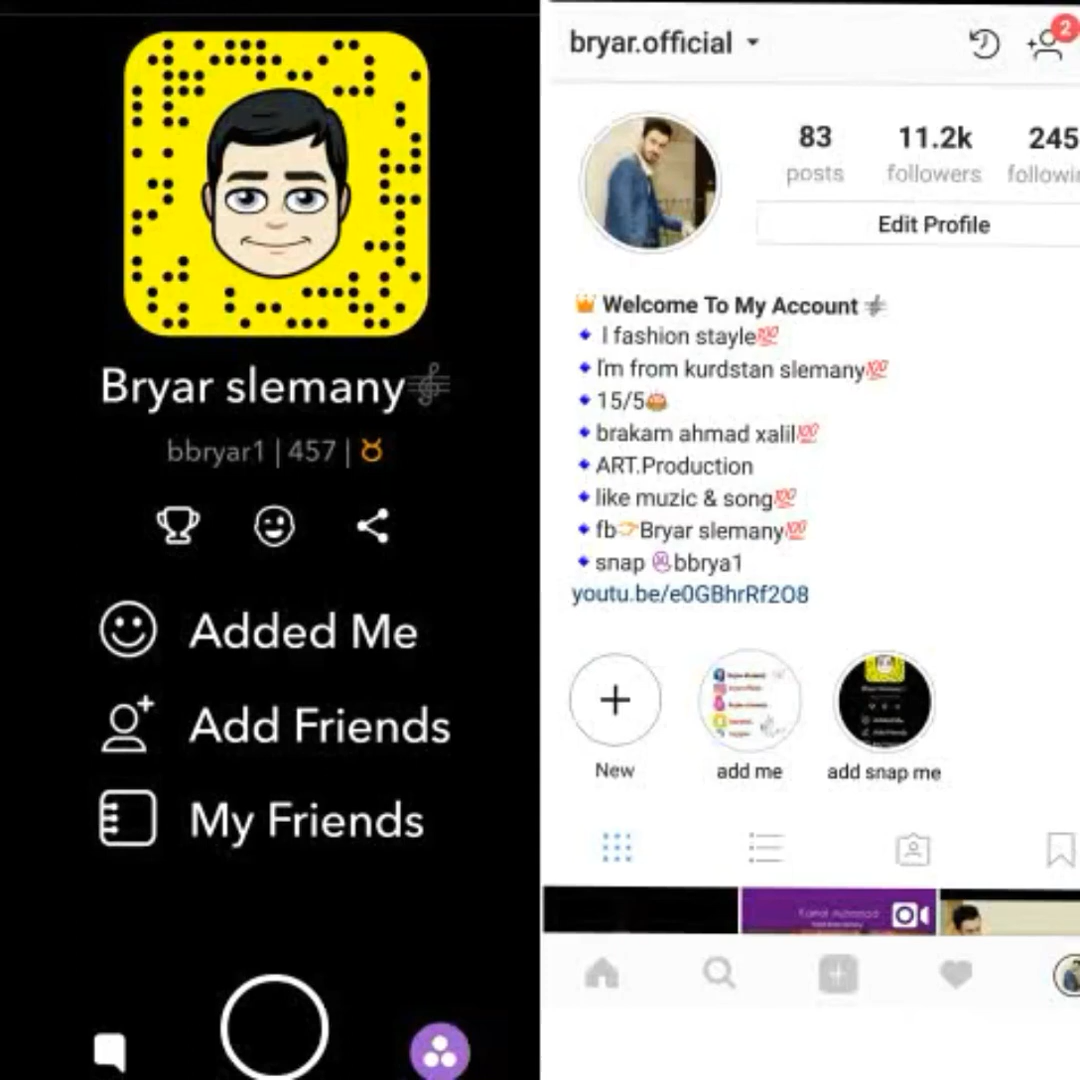 Bryar slemany🎼
bbryar1 | 457 | ♉
Added Me
Add Friends
My Friends
bryar.official
2
83
11.2k
245
posts
followers
followin
Edit Profile
👑 Welcome To My Account 🎼
🔹 I fashion stayle💯
🔹 I'm from kurdstan slemany💯
🔹 15/5🎂
🔹 brakam ahmad xalil💯
🔹 ART.Production
🔹 like muzic & song💯
🔹 fb👉Bryar slemany💯
🔹 snap 👻bbrya1
youtu.be/e0GBhrRf2O8
New
add me
add snap me